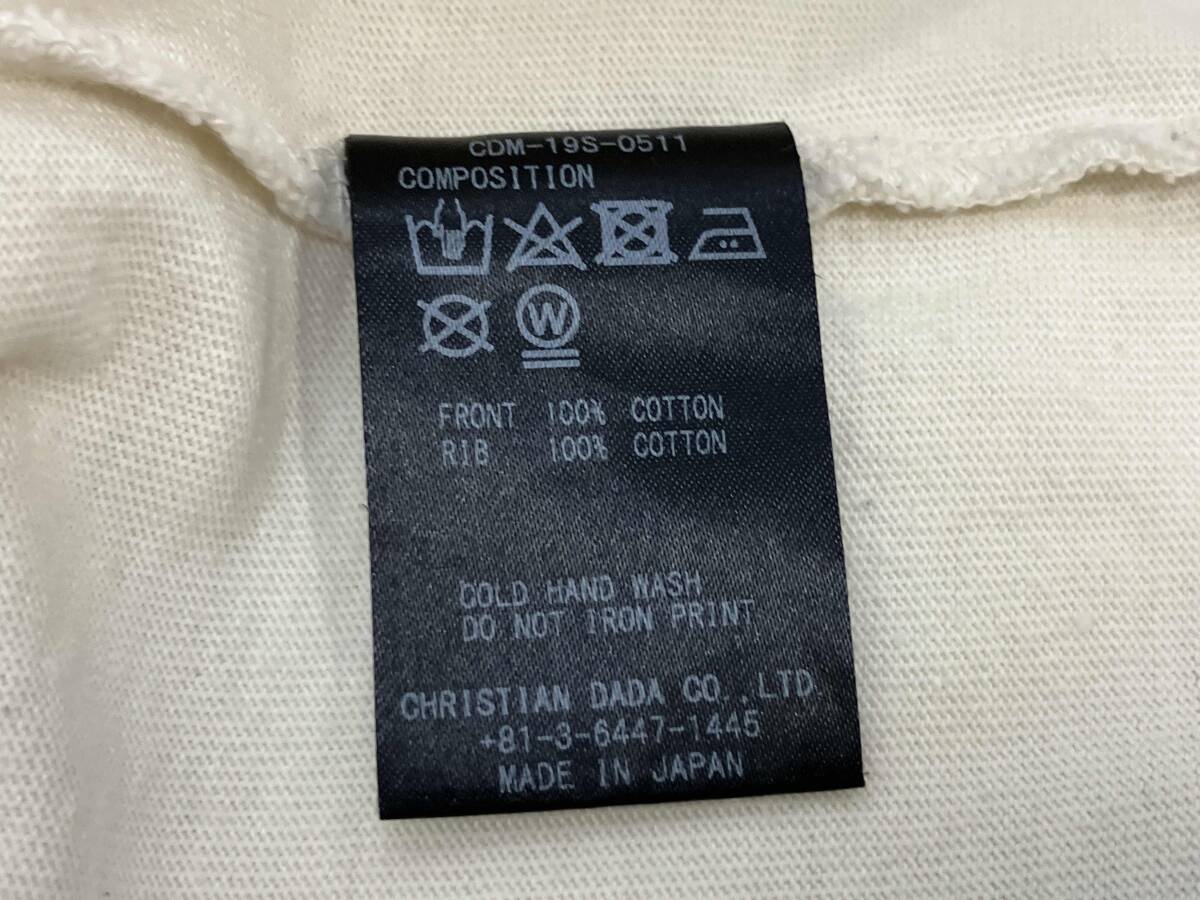 CDM-19S-0511
COMPOSITION
W
FRONT 100% COTTON
RIB 100% COTTON
COLD HAND WASH
DO NOT IRON PRINT
CHRISTIAN DADA CO.,LTD.
+81-3-6447-1445
MADE IN JAPAN